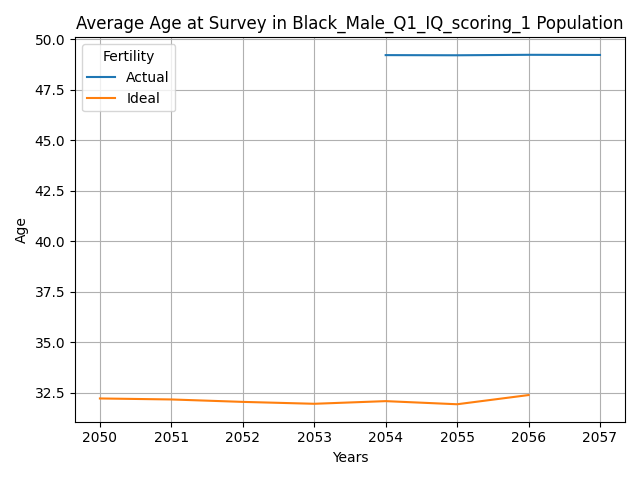 Average Age at Survey in Black_Male_Q1_IQ_scoring_1 Population
50.0
47.5
45.0
42.5
40.0
37.5
35.0
32.5
Age
Fertility
Actual
Ideal
2050 2051 2052 2053 2054 2055 2056 2057
Years